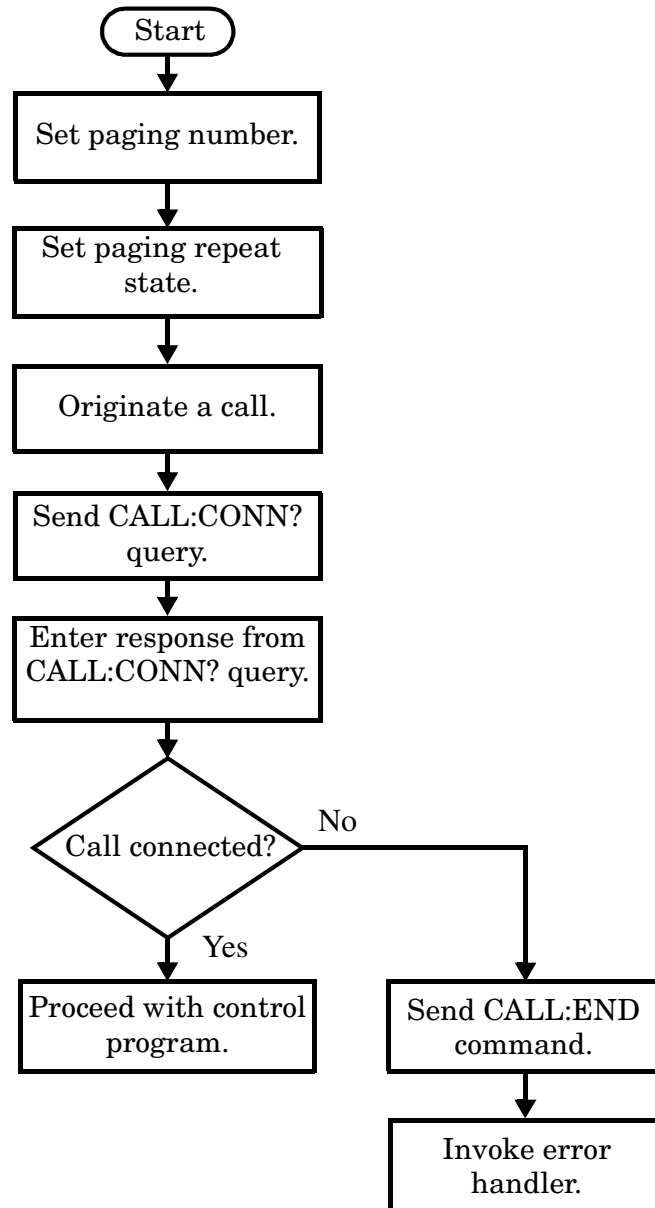 Start
Set paging number.
Set paging repeat
state.
Originate a call.
Send CALL:CONN?
query.
Enter response from
CALL:CONN? query.
Call connected?
No
Yes
Proceed with control
program.
Send CALL:END
command.
Invoke error
handler.